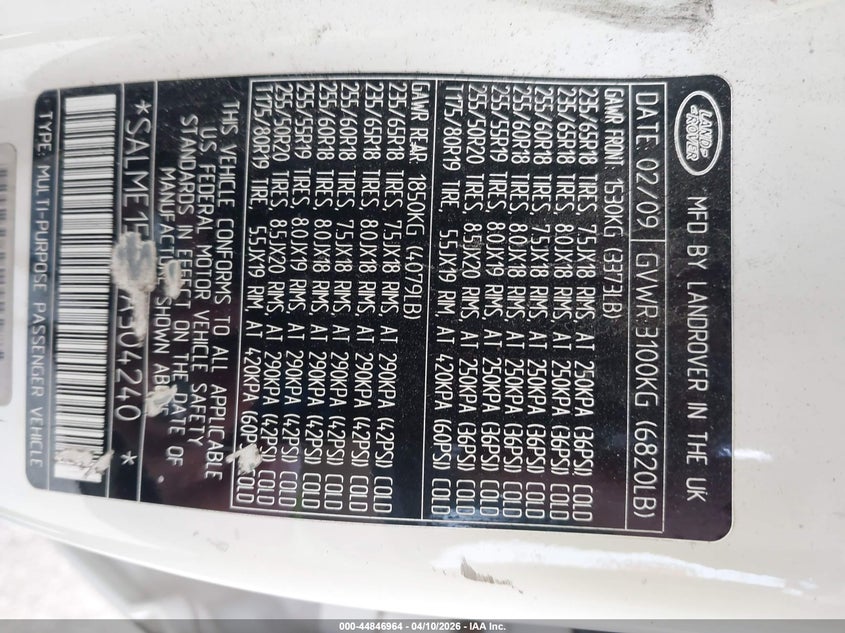 LAND ROVER
MFD BY LANDROVER IN THE UK
DATE: 02/09 GVWR 3100KG (6820LB)
GAWR FRONT 1530KG (3373LB)
235/65R18 TIRES, 7.5JX18 RIMS, AT 250KPA (36PSI) COLD
235/65R18 TIRES, 8.0JX18 RIMS, AT 250KPA (36PSI) COLD
255/60R18 TIRES, 7.5JX18 RIMS, AT 250KPA (36PSI) COLD
255/60R18 TIRES, 8.0JX18 RIMS, AT 250KPA (36PSI) COLD
255/55R19 TIRES, 8.0JX19 RIMS, AT 250KPA (36PSI) COLD
255/50R20 TIRES, 8.5JX20 RIMS, AT 250KPA (36PSI) COLD
T175/80R19 TIRE, 5.5JX19 RIM, AT 420KPA (60PSI) COLD
GAWR REAR 1850KG (4079LB)
235/65R18 TIRES, 7.5JX18 RIMS, AT 290KPA (42PSI) COLD
235/65R18 TIRES, 8.0JX18 RIMS, AT 290KPA (42PSI) COLD
255/60R18 TIRES, 7.5JX18 RIMS, AT 290KPA (42PSI) COLD
255/60R18 TIRES, 8.0JX18 RIMS, AT 290KPA (42PSI) COLD
255/55R19 TIRES, 8.0JX19 RIMS, AT 290KPA (42PSI) COLD
255/50R20 TIRES, 8.5JX20 RIMS, AT 290KPA (42PSI) COLD
T175/80R19 TIRE, 5.5JX19 RIMS, AT 420KPA (60PSI) COLD
THIS VEHICLE CONFORMS TO ALL APPLICABLE
U.S. FEDERAL MOTOR VEHICLE SAFETY
STANDARDS IN EFFECT ON THE DATE OF
MANUFACTURE SHOWN ABOVE
TYPE: MULTI-PURPOSE PASSENGER VEHICLE
000-44846964 - 04/10/2026 - IAA Inc.